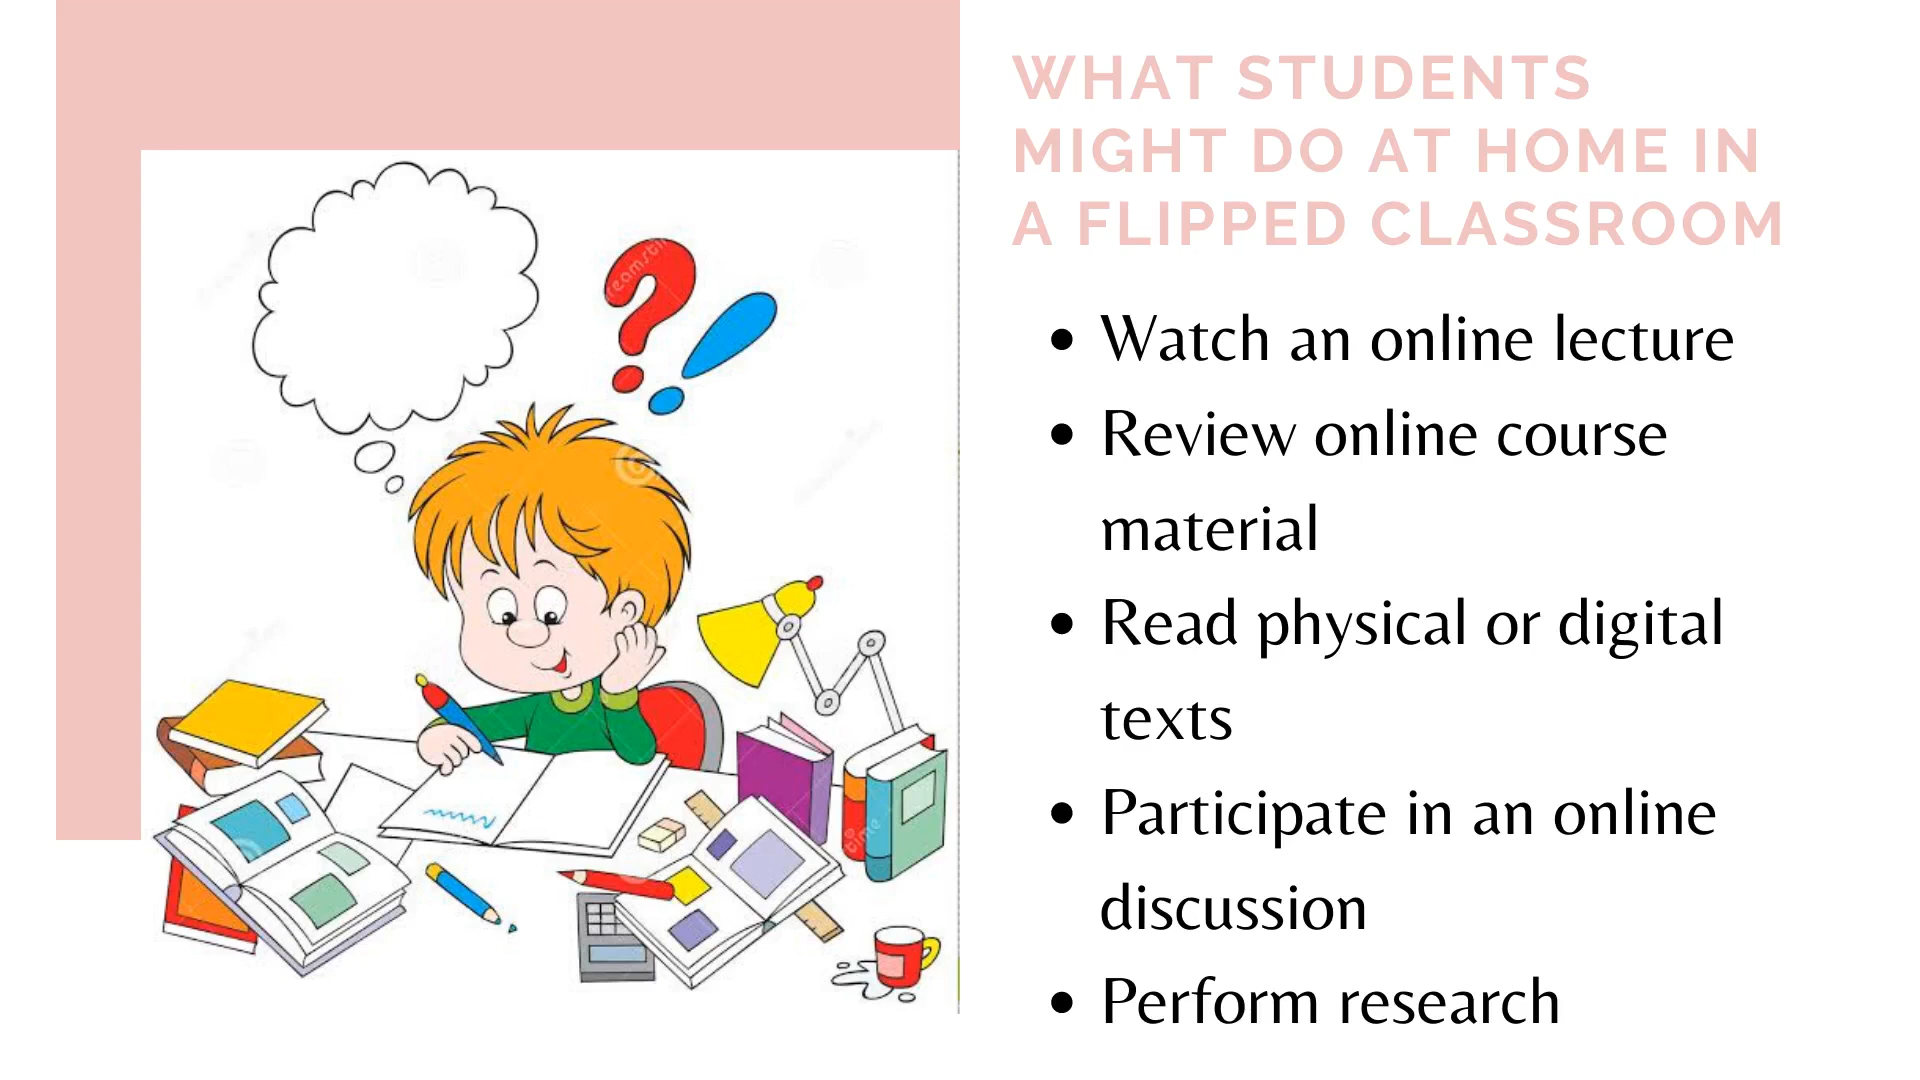 WHAT STUDENTS
MIGHT DO AT HOME IN
A FLIPPED CLASSROOM
• Watch an online lecture
• Review online course
material
• Read physical or digital
texts
• Participate in an online
discussion
• Perform research